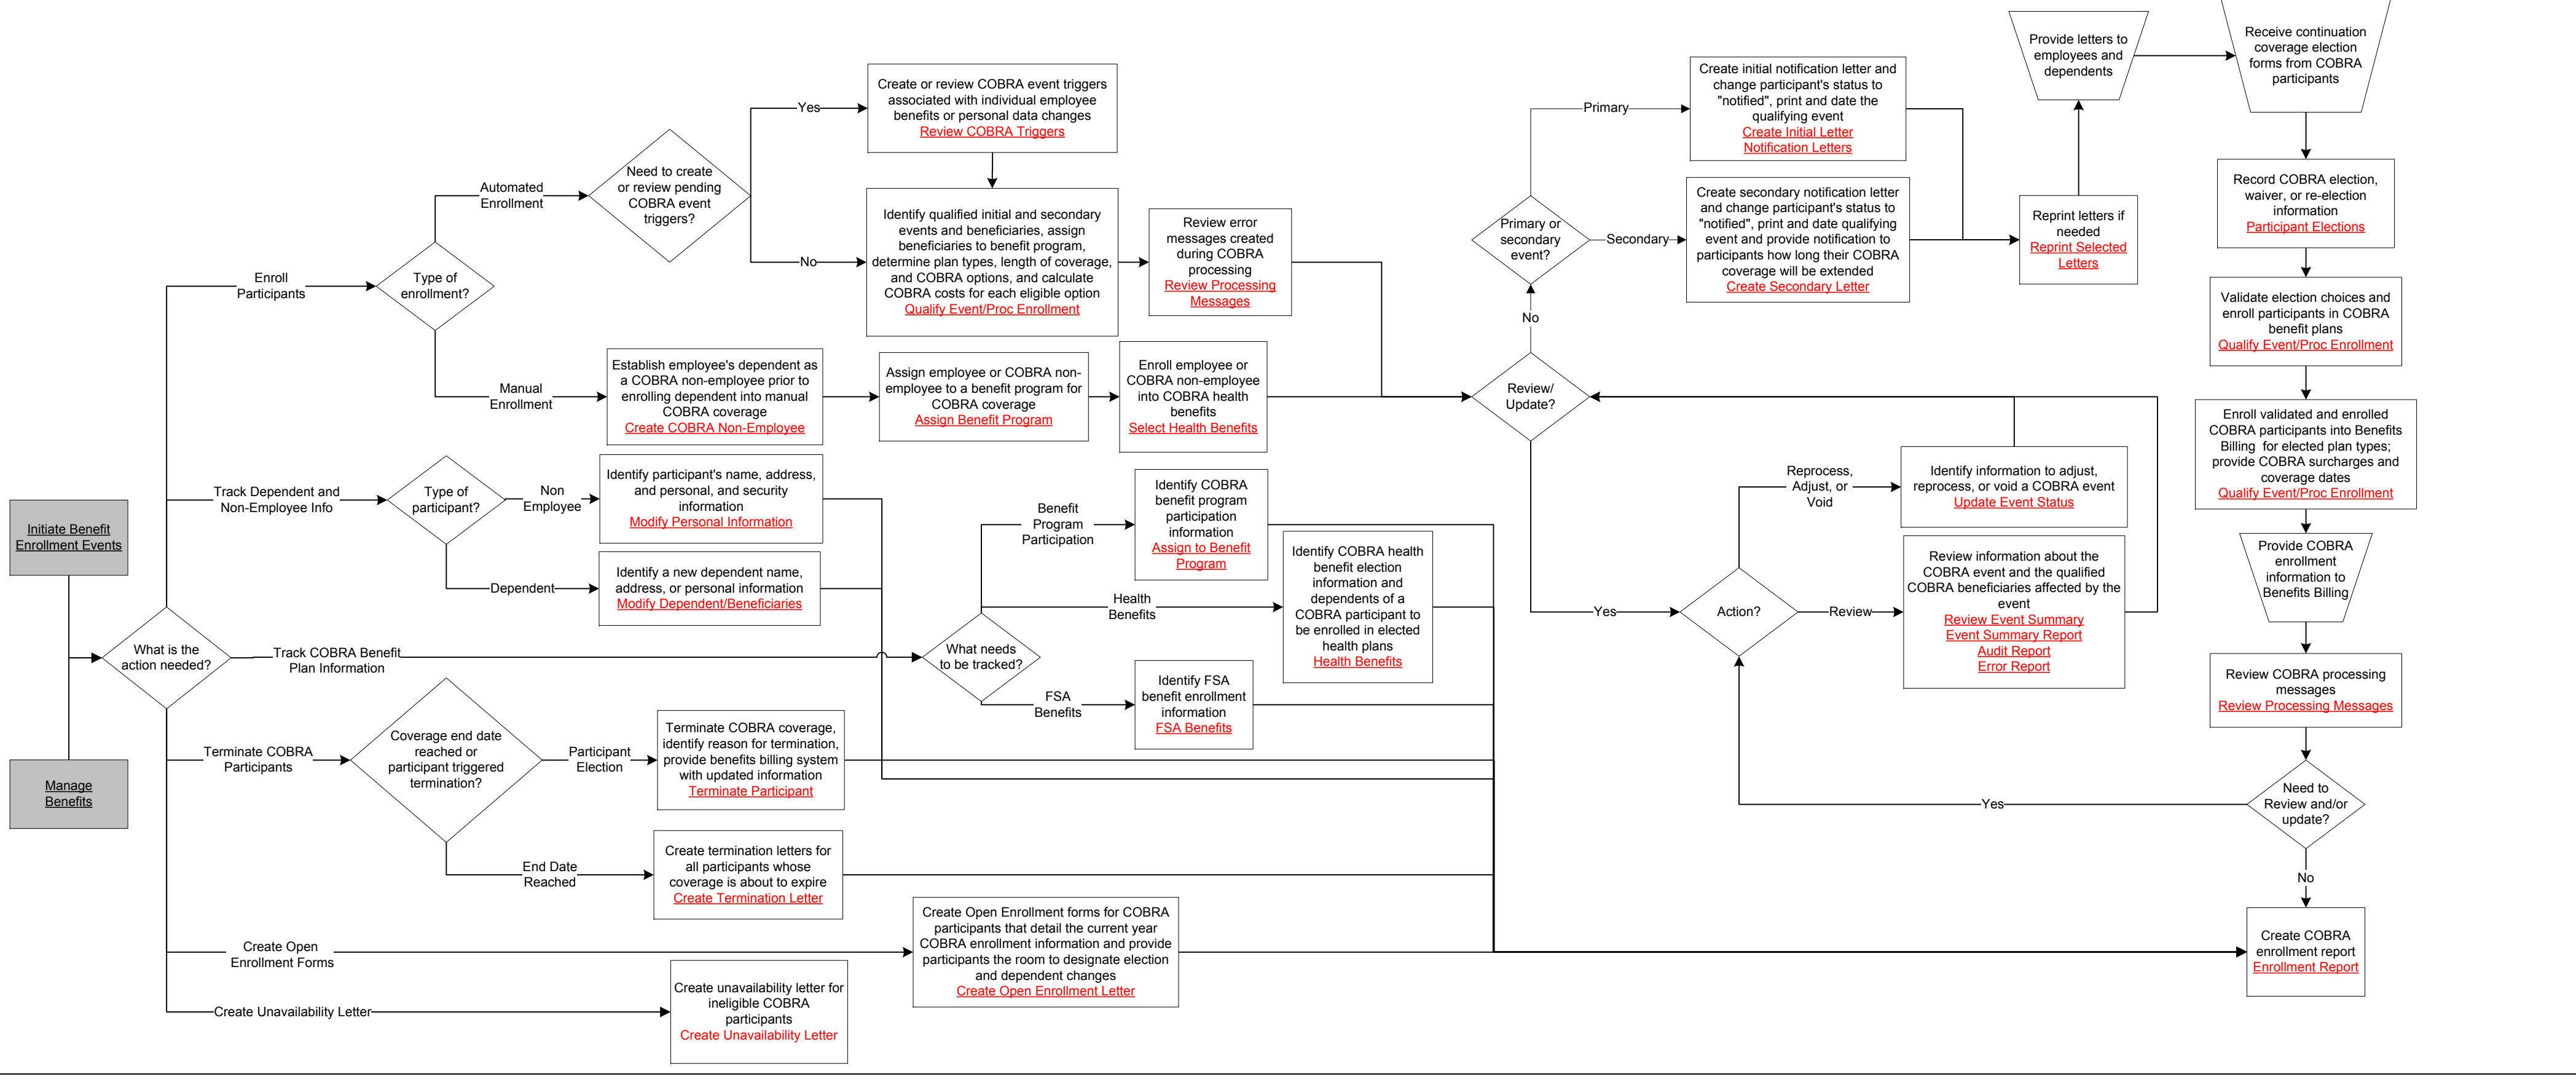 Initiate Benefit
Enrollment Events
Manage
Benefits
What is the
action needed?
Enroll
Participants
Type of
enrollment?
Automated
Enrollment
Need to create
or review pending
COBRA event
triggers?
Yes
Create or review COBRA event triggers
associated with individual employee
benefits or personal data changes
Review COBRA Triggers
No
Identify qualified initial and secondary
events and beneficiaries, assign
beneficiaries to benefit program,
determine plan types, length of coverage,
and COBRA options, and calculate
COBRA costs for each eligible option
Qualify Event/Proc Enrollment
Review error
messages created
during COBRA
processing
Review Processing
Messages
Manual
Enrollment
Establish employee's dependent as
a COBRA non-employee prior to
enrolling dependent into manual
COBRA coverage
Create COBRA Non-Employee
Assign employee or COBRA non-
employee to a benefit program for
COBRA coverage
Assign Benefit Program
Enroll employee or
COBRA non-employee
into COBRA health
benefits
Select Health Benefits
Track Dependent and
Non-Employee Info
Type of
participant?
Non
Employee
Identify participant's name, address,
and personal, and security
information
Modify Personal Information
Dependent
Identify a new dependent name,
address, or personal information
Modify Dependent/Beneficiaries
Track COBRA Benefit
Plan Information
What needs
to be tracked?
Benefit
Program
Participation
Identify COBRA
benefit program
participation
information
Assign to Benefit
Program
Health
Benefits
Identify COBRA health
benefit election
information and
dependents of a
COBRA participant to
be enrolled in elected
health plans
Health Benefits
FSA
Benefits
Identify FSA
benefit enrollment
information
FSA Benefits
Terminate COBRA
Participants
Coverage end date
reached or
participant triggered
termination?
Participant
Election
Terminate COBRA coverage,
identify reason for termination,
provide benefits billing system
with updated information
Terminate Participant
End Date
Reached
Create termination letters for
all participants whose
coverage is about to expire
Create Termination Letter
Create Open
Enrollment Forms
Create Open Enrollment forms for COBRA
participants that detail the current year
COBRA enrollment information and provide
participants the room to designate election
and dependent changes
Create Open Enrollment Letter
Create Unavailability Letter
Create unavailability letter for
ineligible COBRA
participants
Create Unavailability Letter
Review/
Update?
No
Primary or
secondary
event?
Primary
Create initial notification letter and
change participant's status to
"notified", print and date the
qualifying event
Create Initial Letter
Notification Letters
Secondary
Create secondary notification letter
and change participant's status to
"notified", print and date qualifying
event and provide notification to
participants how long their COBRA
coverage will be extended
Create Secondary Letter
Reprint letters if
needed
Reprint Selected
Letters
Provide letters to
employees and
dependents
Yes
Action?
Reprocess,
Adjust, or
Void
Identify information to adjust,
reprocess, or void a COBRA event
Update Event Status
Review
Review information about the
COBRA event and the qualified
COBRA beneficiaries affected by the
event
Review Event Summary
Event Summary Report
Audit Report
Error Report
Receive continuation
coverage election
forms from COBRA
participants
Record COBRA election,
waiver, or re-election
information
Participant Elections
Validate election choices and
enroll participants in COBRA
benefit plans
Qualify Event/Proc Enrollment
Enroll validated and enrolled
COBRA participants into Benefits
Billing for elected plan types;
provide COBRA surcharges and
coverage dates
Qualify Event/Proc Enrollment
Provide COBRA
enrollment
information to
Benefits Billing
Review COBRA processing
messages
Review Processing Messages
Need to
Review and/or
update?
Yes
No
Create COBRA
enrollment report
Enrollment Report